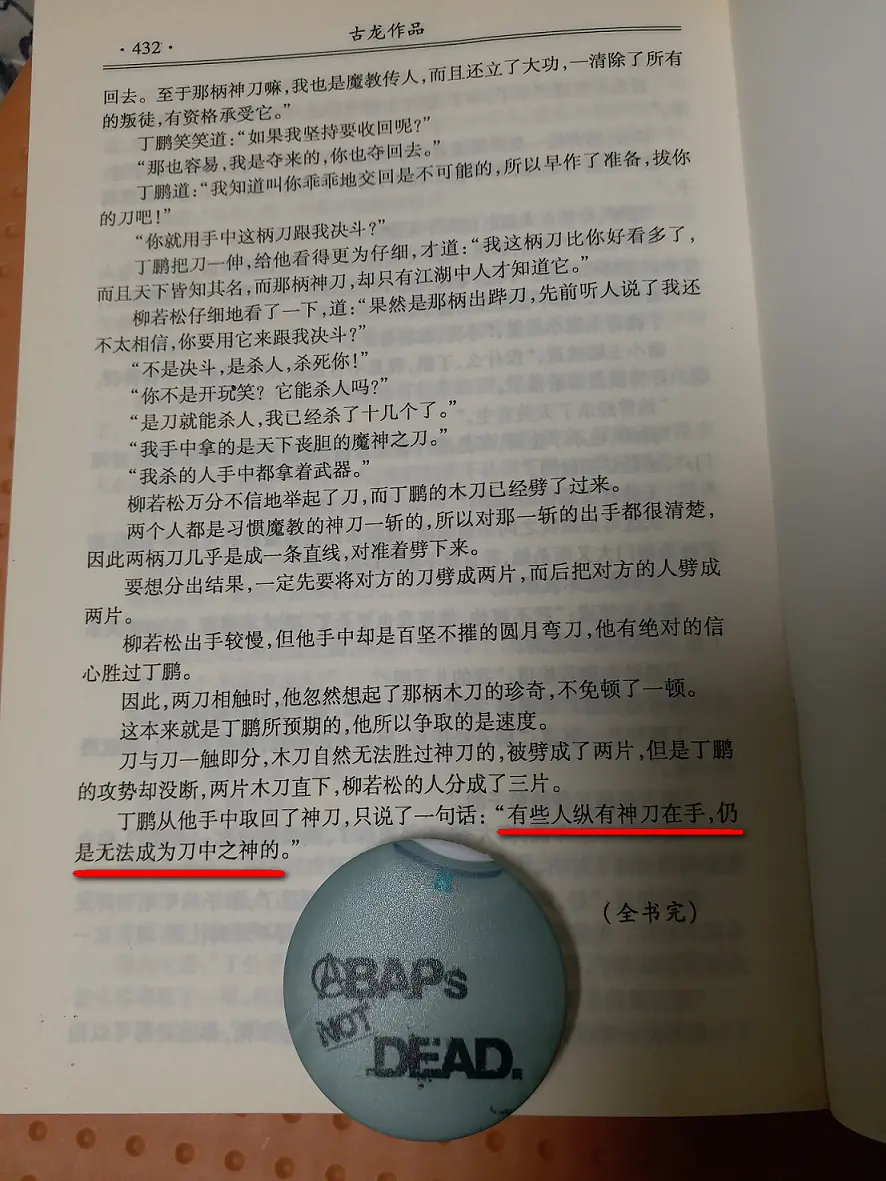 ·432·
古龙作品
回去。至于那柄神刀嘛,我也是魔教传人,而且还立了大功,一清除了所有
的叛徒,有资格承受它。”
丁鹏笑笑道:“如果我坚持要收回呢?”
“那也容易,我是夺来的,你也夺回去。”
丁鹏道:“我知道叫你乖乖地交回是不可能的,所以早作了准备,拔你
的刀吧!”
“你就用手中这柄刀跟我决斗?”
丁鹏把刀一伸,给他看得更为仔细,才道:“我这柄刀比你好看多了,
而且天下皆知其名,而那柄神刀,却只有江湖中人才知道它。”
柳若松仔细地看了一下,道:“果然是那柄出跸刀,先前听人说了我还
不太相信,你要用它来跟我决斗?”
“不是决斗,是杀人,杀死你!”
“你不是开玩笑?它能杀人吗?”
“是刀就能杀人,我已经杀了十几个了。”
“我手中拿的是天下丧胆的魔神之刀。”
“我杀的人手中都拿着武器。”
柳若松万分不信地举起了刀,而丁鹏的木刀已经劈了过来。
两个人都是习惯魔教的神刀一斩的,所以对那一斩的出手都很清楚,
因此两柄刀几乎是成一条直线,对准着劈下来。
要想分出结果,一定先要将对方的刀劈成两片,而后把对方的人劈成
两片。
柳若松出手较慢,但他手中却是百坚不摧的圆月弯刀,他有绝对的信
心胜过丁鹏。
因此,两刀相触时,他忽然想起了那柄木刀的珍奇,不免顿了一顿。
这本来就是丁鹏所预期的,他所以争取的是速度。
刀与刀一触即分,木刀自然无法胜过神刀的,被劈成了两片,但是丁鹏
的攻势却没断,两片木刀直下,柳若松的人分成了三片。
丁鹏从他手中取回了神刀,只说了一句话:“有些人纵有神刀在手,仍
是无法成为刀中之神的。”
(全书完)
ABAPs
NOT
DEAD.